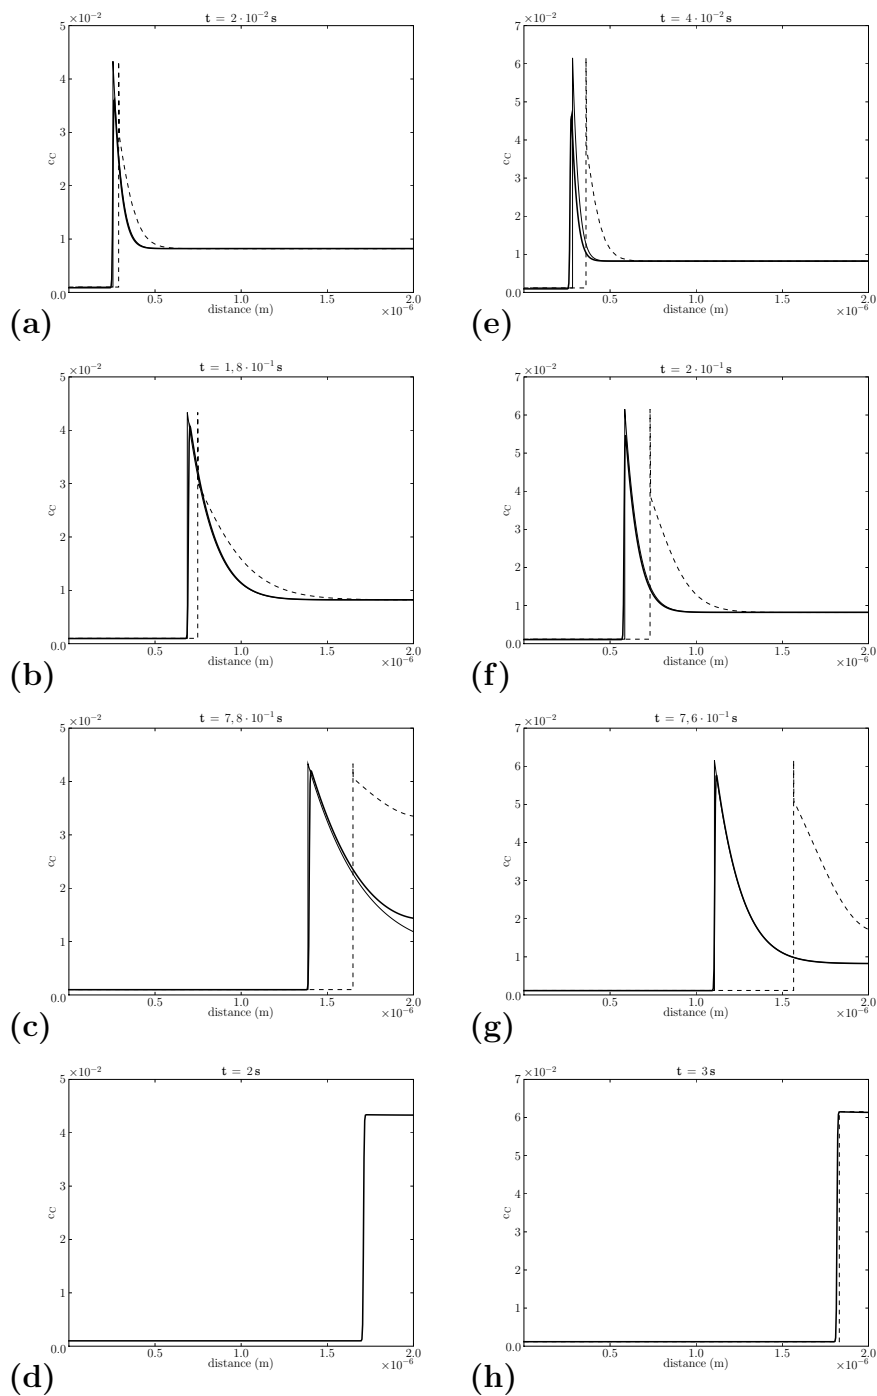 ×10⁻² t = 2 · 10⁻² s
5
4
3
2
1
0.0
c_C
0.5 1.0 1.5 2.0
distance (m) ×10⁻⁶
(a)
×10⁻² t = 4 · 10⁻² s
7
6
5
4
3
2
1
0.0
c_C
0.5 1.0 1.5 2.0
distance (m) ×10⁻⁶
(e)
×10⁻² t = 1,8 · 10⁻¹ s
5
4
3
2
1
0.0
c_C
0.5 1.0 1.5 2.0
distance (m) ×10⁻⁶
(b)
×10⁻² t = 2 · 10⁻¹ s
7
6
5
4
3
2
1
0.0
c_C
0.5 1.0 1.5 2.0
distance (m) ×10⁻⁶
(f)
×10⁻² t = 7,8 · 10⁻¹ s
5
4
3
2
1
0.0
c_C
0.5 1.0 1.5 2.0
distance (m) ×10⁻⁶
(c)
×10⁻² t = 7,6 · 10⁻¹ s
7
6
5
4
3
2
1
0.0
c_C
0.5 1.0 1.5 2.0
distance (m) ×10⁻⁶
(g)
×10⁻² t = 2 s
5
4
3
2
1
0.0
c_C
0.5 1.0 1.5 2.0
distance (m) ×10⁻⁶
(d)
×10⁻² t = 3 s
7
6
5
4
3
2
1
0.0
c_C
0.5 1.0 1.5 2.0
distance (m) ×10⁻⁶
(h)